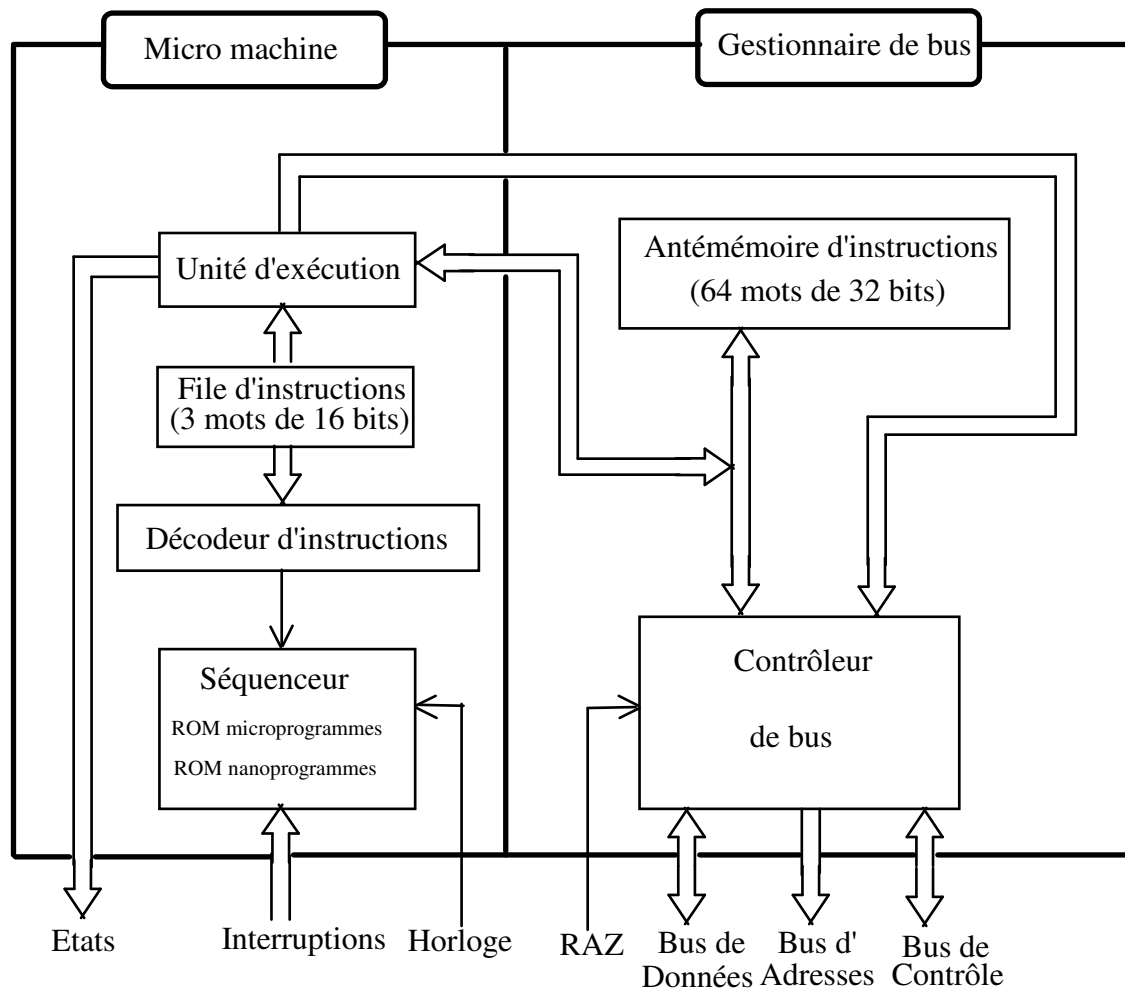 Micro machine
Gestionnaire de bus
Unité d'exécution
Antémémoire d'instructions
(64 mots de 32 bits)
File d'instructions
(3 mots de 16 bits)
Décodeur d'instructions
Séquenceur
ROM microprogrammes
ROM nanoprogrammes
Contrôleur
de bus
Etats
Interruptions
Horloge
RAZ
Bus de
Données
Bus d'
Adresses
Bus de
Contrôle